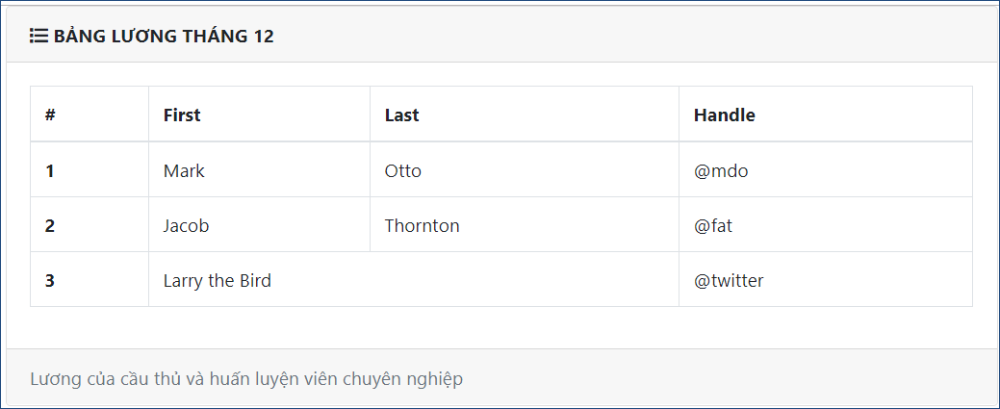 BẢNG LƯƠNG THÁNG 12
# First Last Handle
1 Mark Otto @mdo
2 Jacob Thornton @fat
3 Larry the Bird @twitter
Lương của cầu thủ và huấn luyện viên chuyên nghiệp